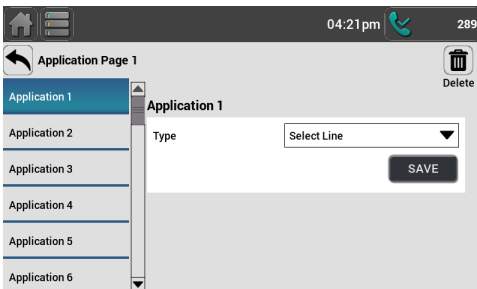 04:21pm 289
Application Page 1
Delete
Application 1
Application 2
Application 3
Application 4
Application 5
Application 6
Application 1
Type Select Line
SAVE